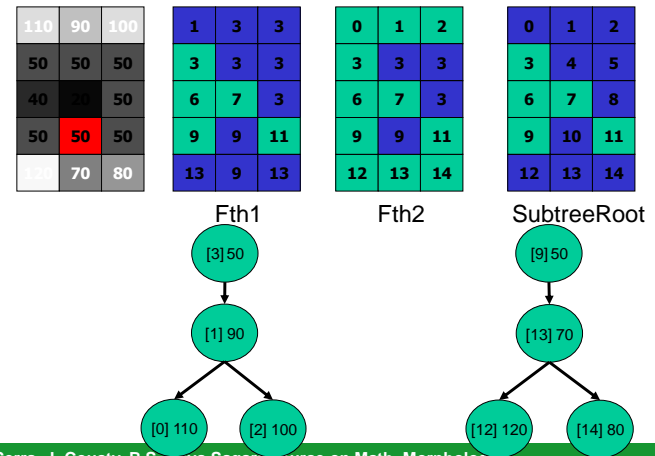 110 90 100 1 3 3 0 1 2 0 1 2
50 50 50 3 3 3 3 3 3 3 4 5
40 20 50 6 7 3 6 7 3 6 7 8
50 50 50 9 9 11 9 9 11 9 10 11
120 70 80 13 9 13 12 13 14 12 13 14
Fth1 Fth2 SubtreeRoot
[3] 50 [9] 50
[1] 90 [13] 70
[0] 110 [2] 100 [12] 120 [14] 80